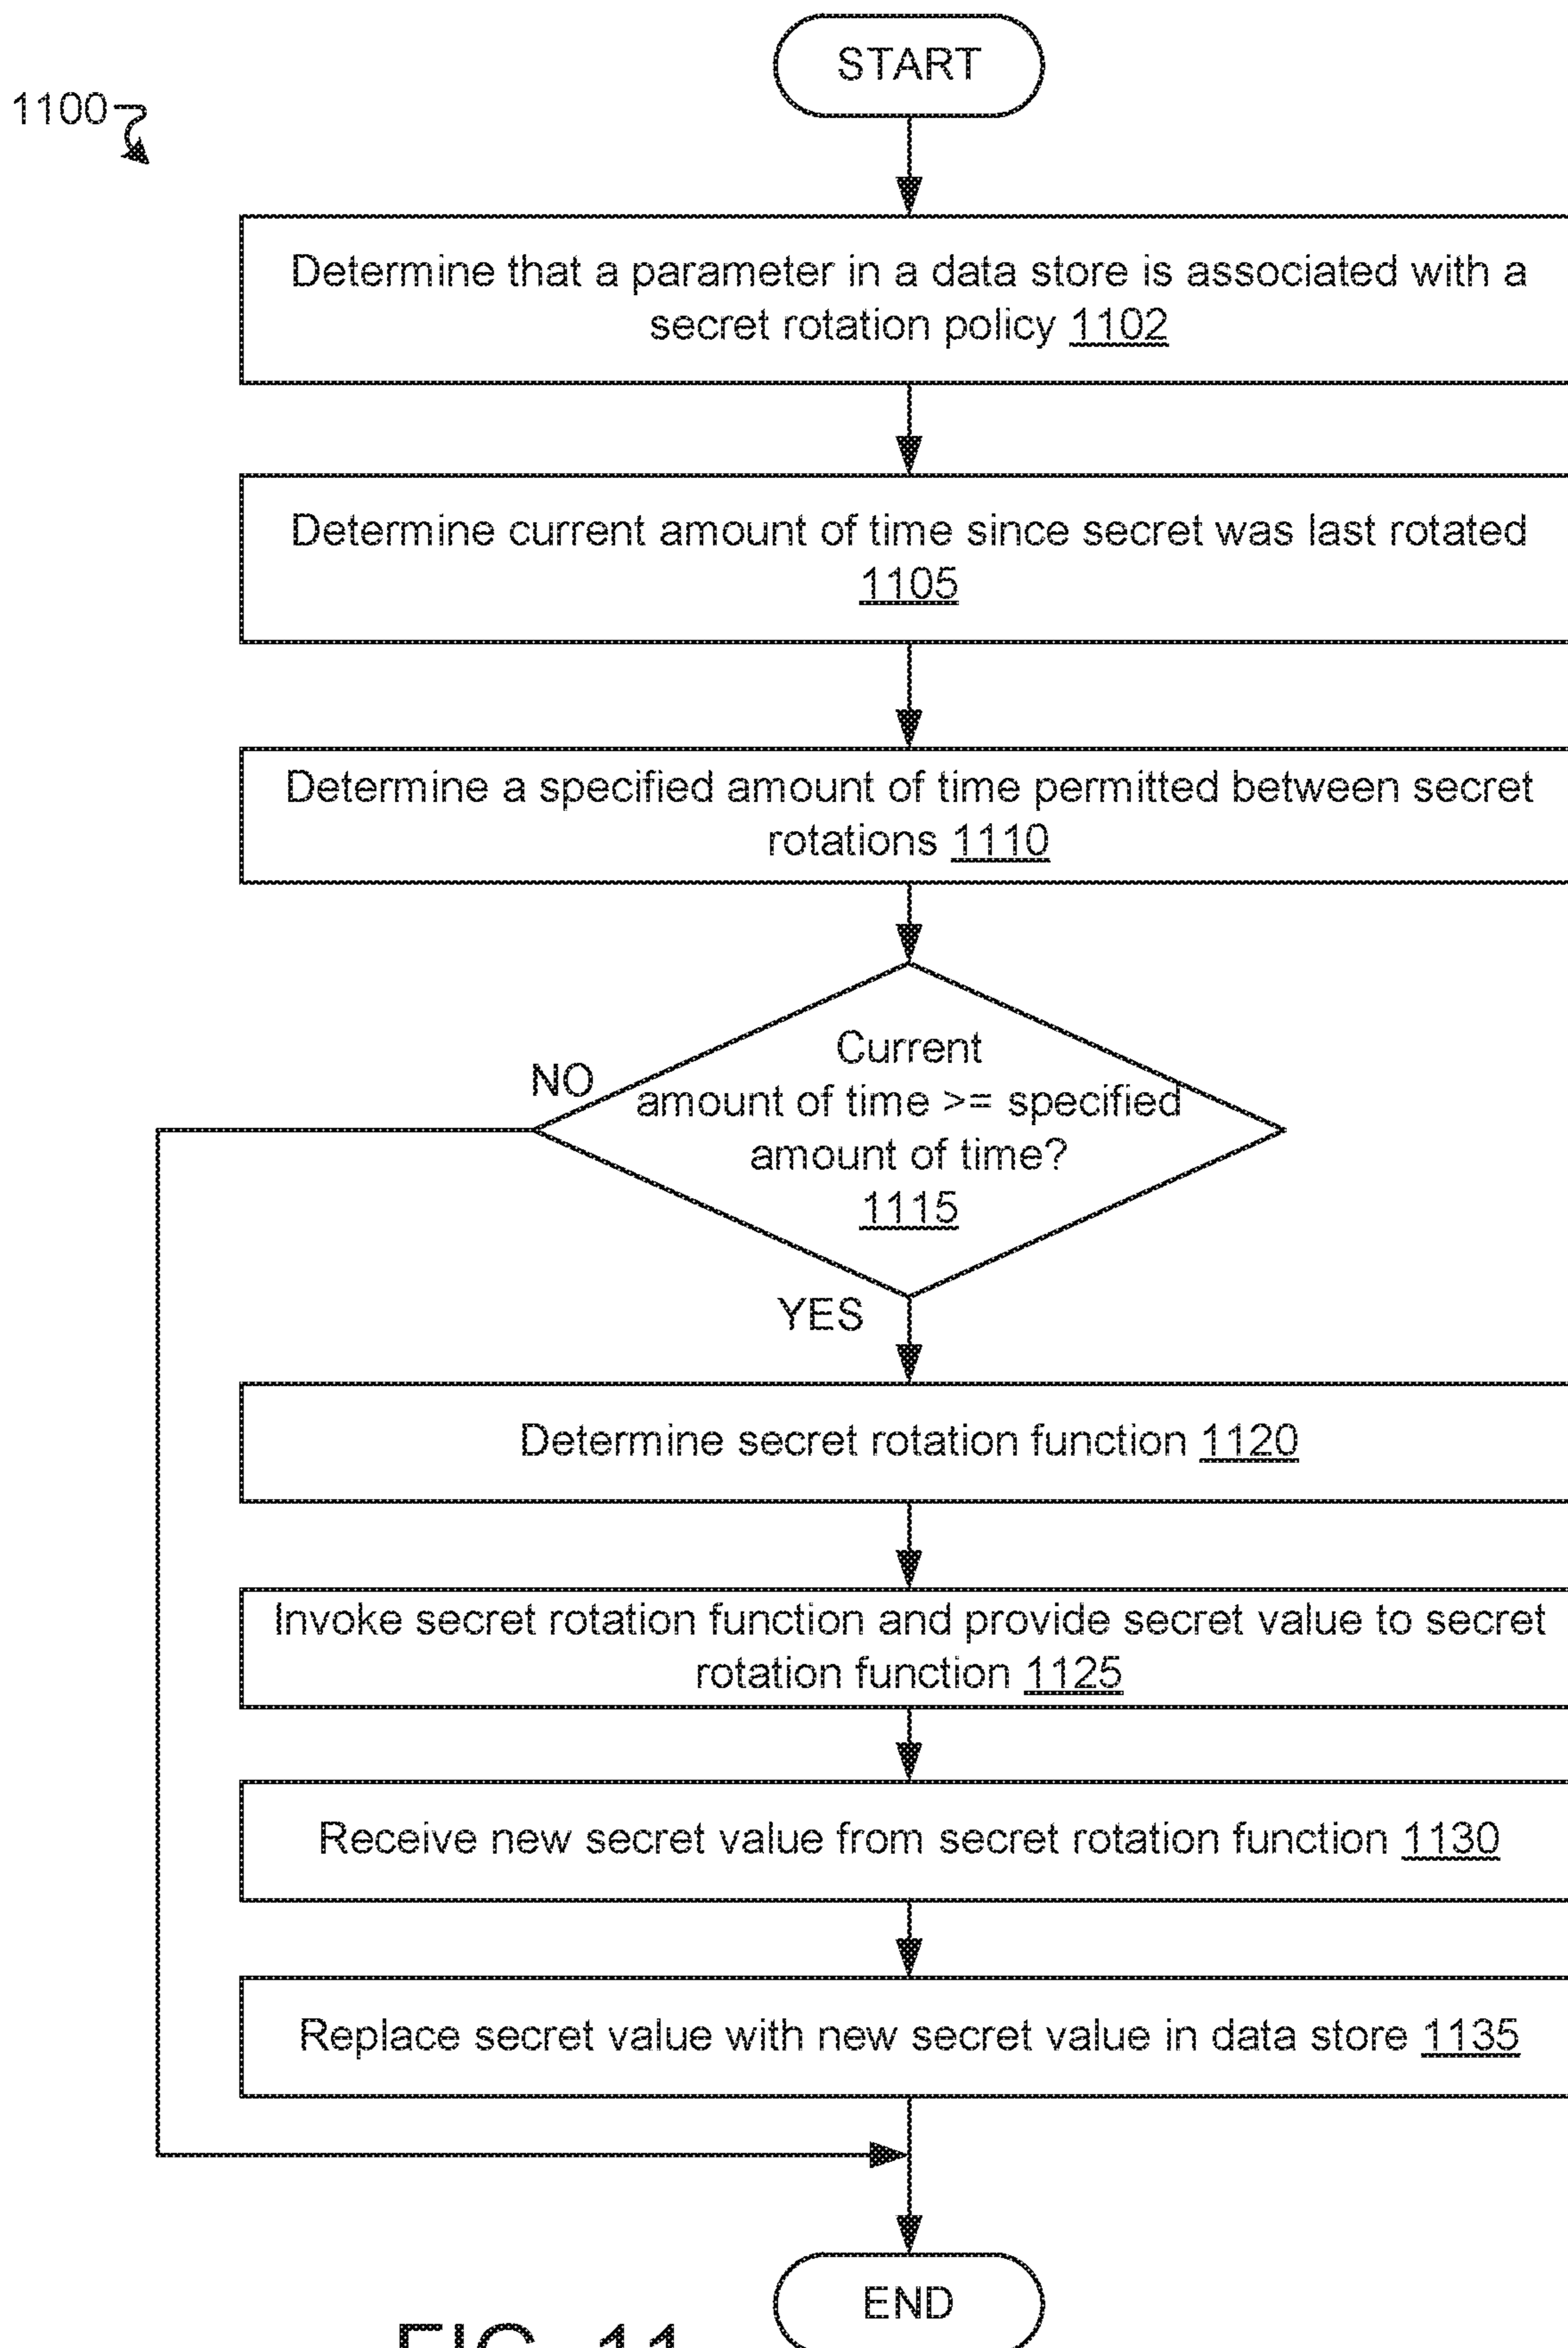 START
1100
Determine that a parameter in a data store is associated with a
secret rotation policy 1102
Determine current amount of time since secret was last rotated
1105
Determine a specified amount of time permitted between secret
rotations 1110
Current
amount of time >= specified
amount of time?
1115
NO
YES
Determine secret rotation function 1120
Invoke secret rotation function and provide secret value to secret
rotation function 1125
Receive new secret value from secret rotation function 1130
Replace secret value with new secret value in data store 1135
END
FIG. 11